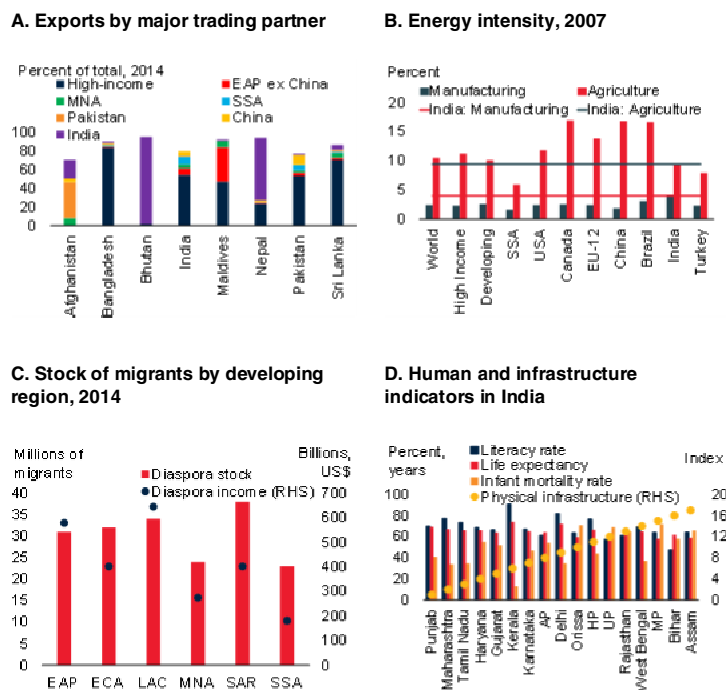 A. Exports by major trading partner
Percent of total, 2014
High-income
EAP ex China
MNA
SSA
Pakistan
China
India
100
80
60
40
20
0
Afghanistan
Bangladesh
Bhutan
India
Maldives
Nepal
Pakistan
Sri Lanka
B. Energy intensity, 2007
Percent
Manufacturing
Agriculture
India: Manufacturing
India: Agriculture
20
15
10
5
0
World
High Income
Developing
SSA
USA
Canada
EU-12
China
Brazil
India
Turkey
C. Stock of migrants by developing
region, 2014
Millions of
migrants
Billions,
US$
Diaspora stock
Diaspora income (RHS)
40
35
30
25
20
15
10
5
0
700
600
500
400
300
200
100
0
EAP
ECA
LAC
MNA
SAR
SSA
D. Human and infrastructure
indicators in India
Percent,
years
Index
Literacy rate
Life expectancy
Infant mortality rate
Physical infrastructure (RHS)
100
80
60
40
20
0
20
16
12
8
4
0
Punjab
Maharashtra
Tamil Nadu
Haryana
Gujarat
Kerala
Karnataka
AP
Delhi
Orissa
HP
UP
Rajasthan
West Bengal
MP
Bihar
Assam